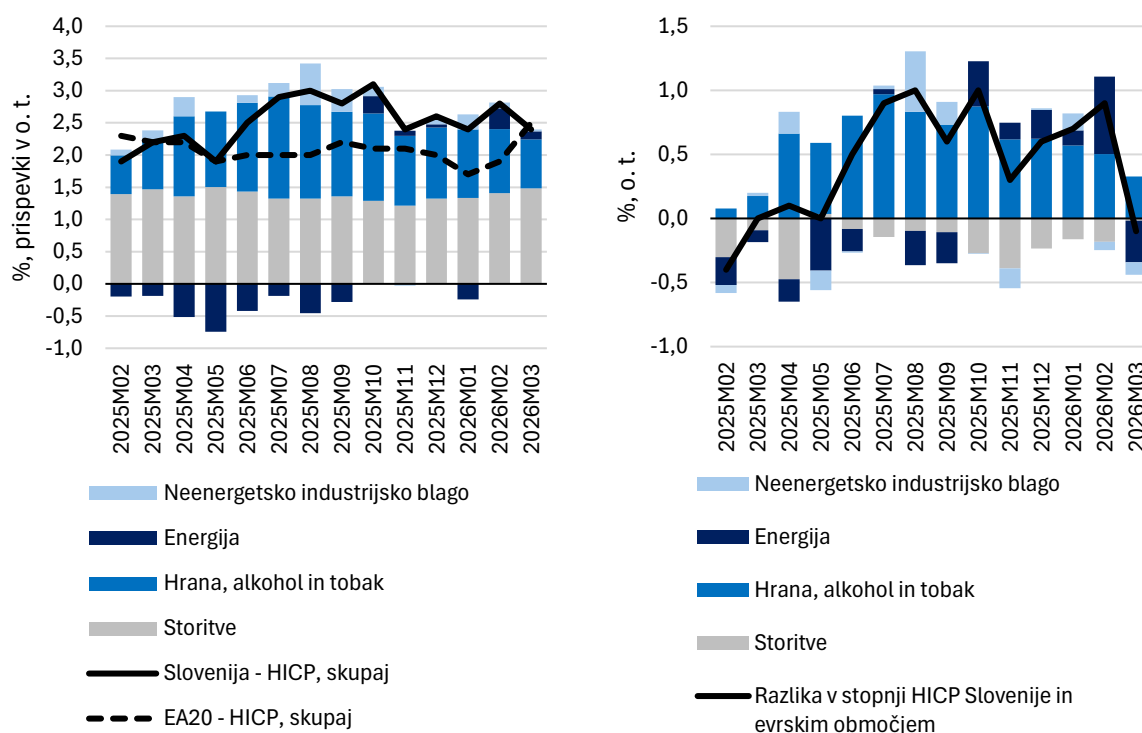 %, prispevki v o. t.
4,0
3,5
3,0
2,5
2,0
1,5
1,0
0,5
0,0
-0,5
-1,0
2025M02
2025M03
2025M04
2025M05
2025M06
2025M07
2025M08
2025M09
2025M10
2025M11
2025M12
2026M01
2026M02
2026M03
Neenergetsko industrijsko blago
Energija
Hrana, alkohol in tobak
Storitve
Slovenija - HICP, skupaj
EA20 - HICP, skupaj
%, o. t.
1,5
1,0
0,5
0,0
-0,5
-1,0
2025M02
2025M03
2025M04
2025M05
2025M06
2025M07
2025M08
2025M09
2025M10
2025M11
2025M12
2026M01
2026M02
2026M03
Neenergetsko industrijsko blago
Energija
Hrana, alkohol in tobak
Storitve
Razlika v stopnji HICP Slovenije in
evrskim območjem